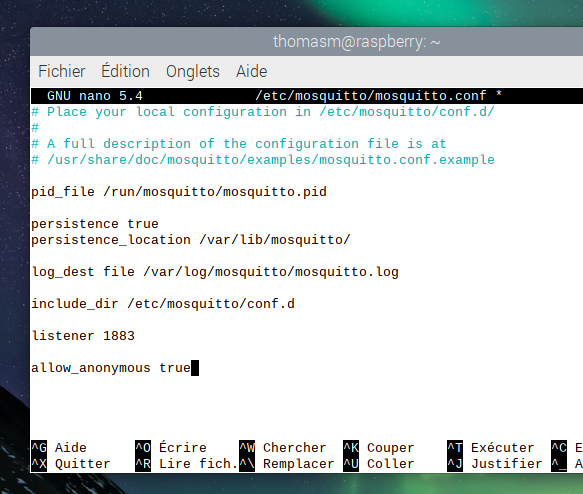 thomasm@raspberry: ~
Fichier Édition Onglets Aide
GNU nano 5.4 /etc/mosquitto/mosquitto.conf *
# Place your local configuration in /etc/mosquitto/conf.d/
#
# A full description of the configuration file is at
# /usr/share/doc/mosquitto/examples/mosquitto.conf.example
pid_file /run/mosquitto/mosquitto.pid
persistence true
persistence_location /var/lib/mosquitto/
log_dest file /var/log/mosquitto/mosquitto.log
include_dir /etc/mosquitto/conf.d
listener 1883
allow_anonymous true
^G Aide ^O Écrire ^W Chercher ^K Couper ^T Exécuter ^C E
^X Quitter ^R Lire fich. ^\ Remplacer ^U Coller ^J Justifier ^_ A